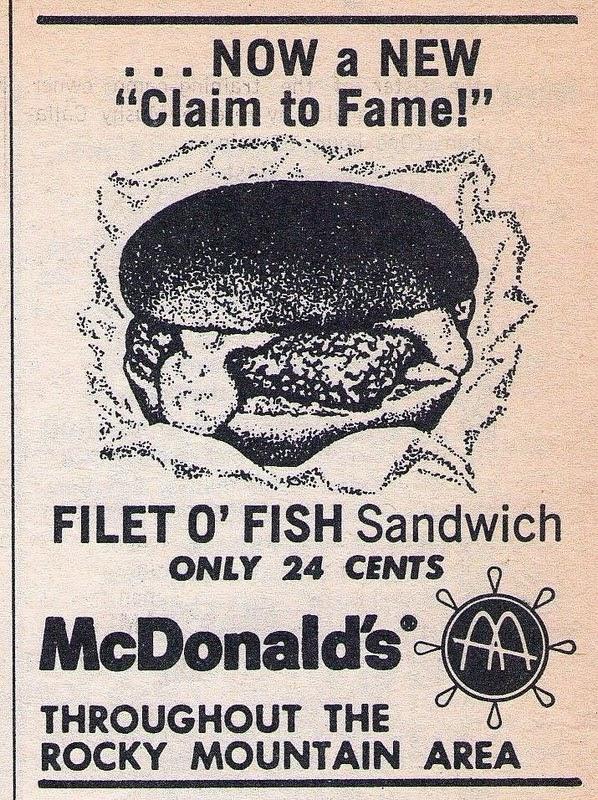 ... NOW a NEW
“Claim to Fame!”
FILET O’ FISH Sandwich
ONLY 24 CENTS
McDonald’s®
THROUGHOUT THE
ROCKY MOUNTAIN AREA